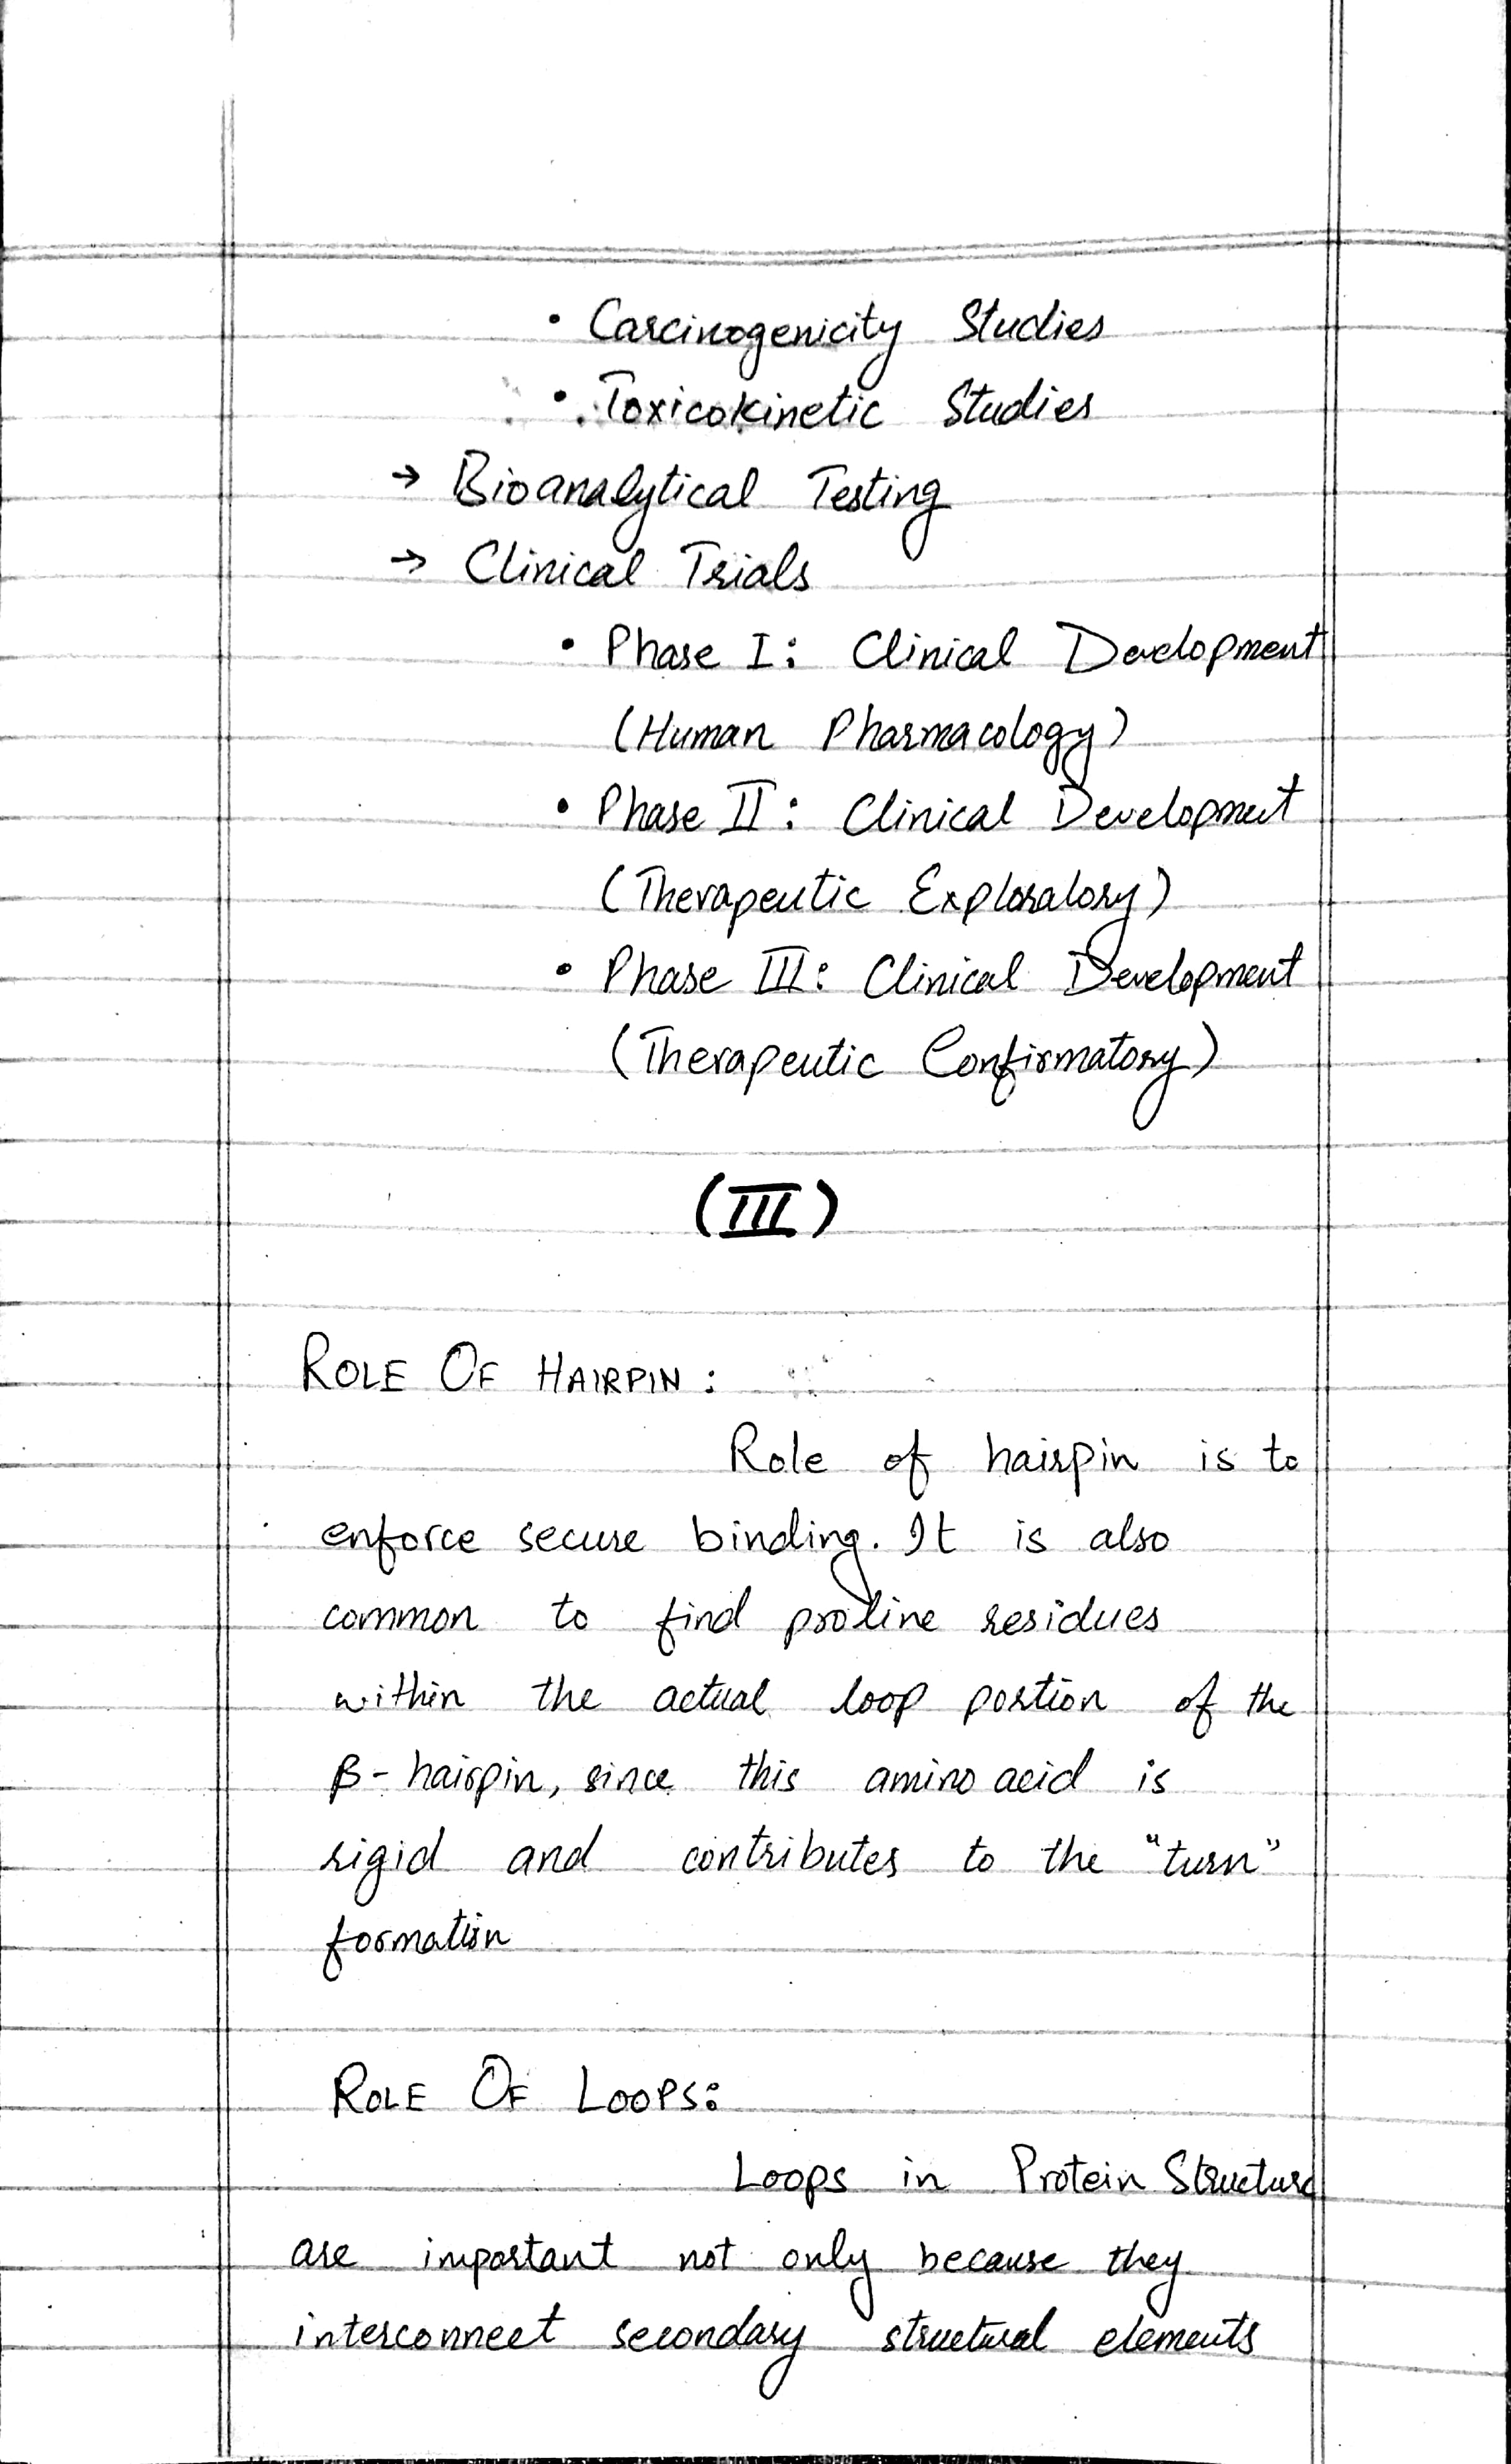 • Carcinogenicity Studies
• Toxicokinetic Studies
→ Bioanalytical Testing
→ Clinical Trials
• Phase I: Clinical Development
(Human Pharmacology)
• Phase II: Clinical Development
(Therapeutic Exploratory)
• Phase III: Clinical Development
(Therapeutic Confirmatory)
(III)
ROLE OF HAIRPIN:
Role of hairpin is to
enforce secure binding. It is also
common to find proline residues
within the actual loop portion of the
β-hairpin, since this amino acid is
rigid and contributes to the "turn"
formation
ROLE OF LOOPS:
Loops in Protein Structure
are important not only because they
interconnect secondary structural elements